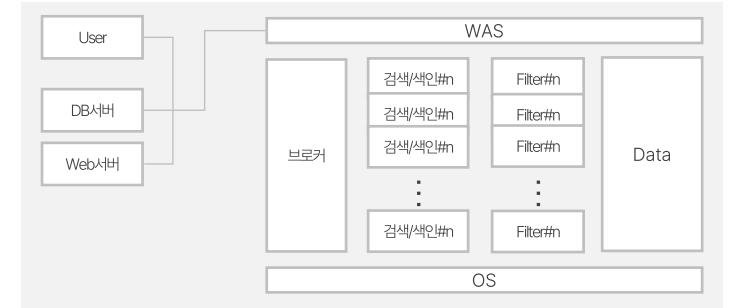 User
DB서버
Web서버
WAS
브로커
검색/색인#n
검색/색인#n
검색/색인#n
검색/색인#n
Filter#n
Filter#n
Filter#n
Filter#n
Data
OS